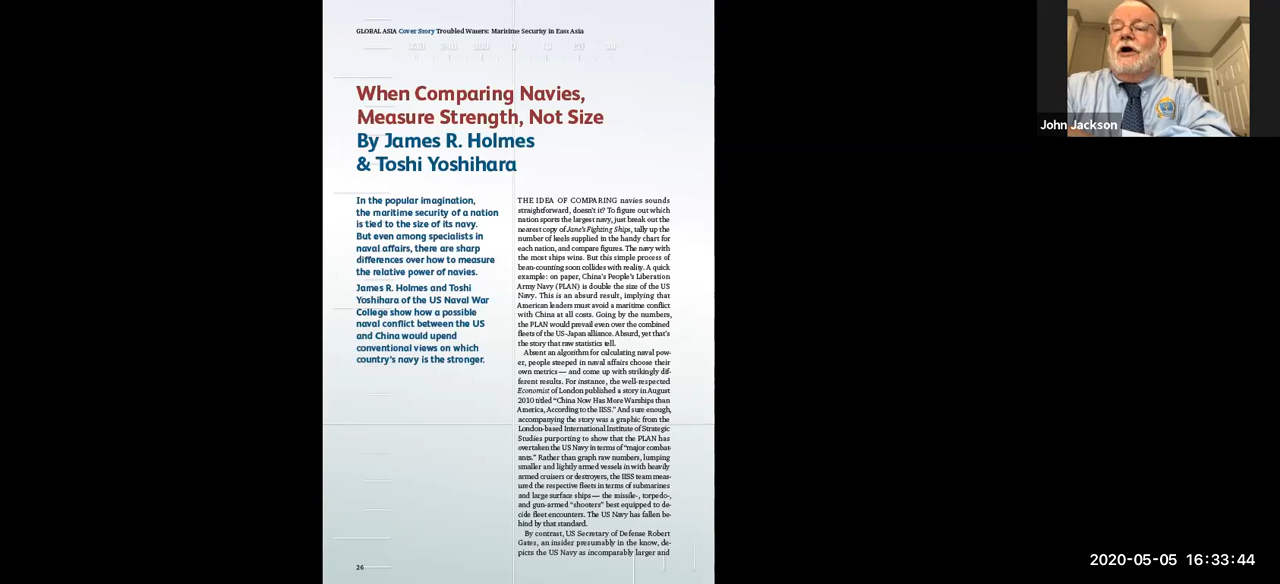 GLOBAL ASIA Cover Story Troubled Waters: Maritime Security in East Asia
When Comparing Navies,
Measure Strength, Not Size
By James R. Holmes
& Toshi Yoshihara
In the popular imagination,
the maritime security of a nation
is tied to the size of its navy.
But even among specialists in
naval affairs, there are sharp
differences over how to measure
the relative power of navies.
James R. Holmes and Toshi
Yoshihara of the US Naval War
College show how a possible
naval conflict between the US
and China would upend
conventional views on which
country's navy is the stronger.
THE IDEA OF COMPARING navies sounds
straightforward, doesn't it? To figure out which
nation sports the largest navy, just break out the
nearest copy of Jane's Fighting Ships, tally up the
number of keels supplied in the handy chart for
each nation, and compare figures. The navy with
the most ships wins. But this simple process of
bean-counting soon collides with reality. A quick
example: on paper, China's People's Liberation
Army Navy (PLAN) is double the size of the US
Navy. This is an absurd result, implying that
American leaders must avoid a maritime conflict
with China at all costs. Going by the numbers,
the PLAN would prevail even over the combined
fleets of the US-Japan alliance. Absurd, yet that's
the story that raw statistics tell.
Absent an algorithm for calculating naval pow-
er, people steeped in naval affairs choose their
own metrics — and come up with strikingly dif-
ferent results. For instance, the well-respected
Economist of London published a story in August
2010 titled "China Now Has More Warships than
America, According to the IISS." And sure enough,
accompanying the story was a graphic from the
London-based International Institute of Strategic
Studies purporting to show that the PLAN has
overtaken the US Navy in terms of "major combat-
ants." Rather than graph raw numbers, lumping
smaller and lightly armed vessels in with heavily
armed cruisers or destroyers, the IISS team meas-
ured the respective fleets in terms of submarines
and large surface ships — the missile-, torpedo-,
and gun-armed "shooters" best equipped to de-
cide fleet encounters. The US Navy has fallen be-
hind by that standard.
By contrast, US Secretary of Defense Robert
Gates, an insider presumably in the know, de-
picts the US Navy as incomparably larger and
26
John Jackson
2020-05-05 16:33:44